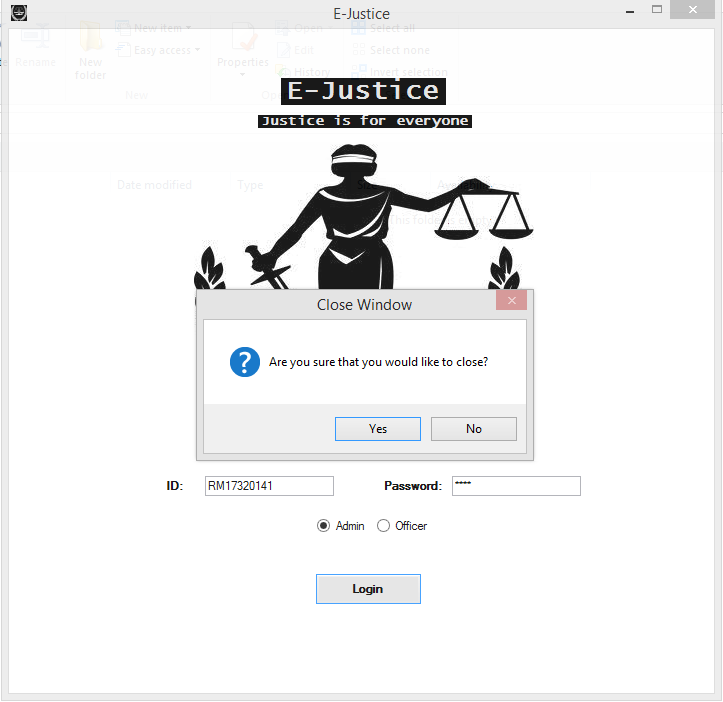 E-Justice
New item
Open
Select all
Easy access
Edit
Select none
Rename
New
folder
Properties
History
Invert selection
New
E-Justice
Justice is for everyone
Date modified
Type
Size
This folder is empty.
Close Window
Are you sure that you would like to close?
Yes
No
ID:
RM17320141
Password:
****
Admin
Officer
Login